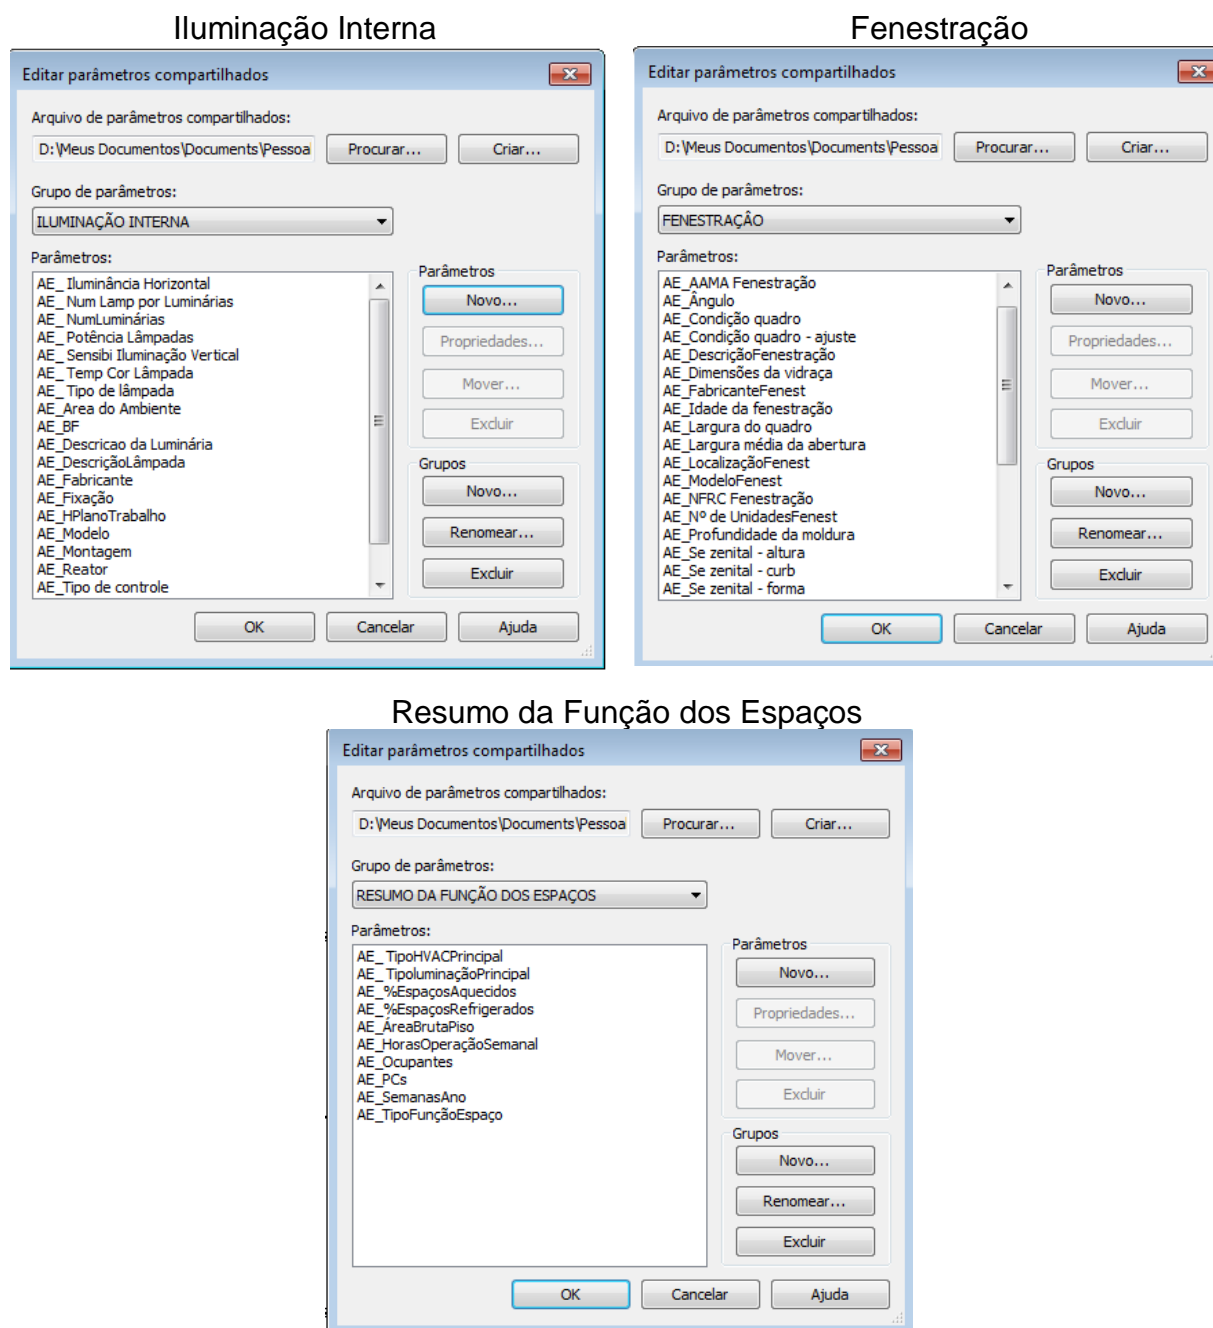 Iluminação Interna
Editar parâmetros compartilhados
Arquivo de parâmetros compartilhados:
D:\Meus Documentos\Documents\Pessoa
Procurar...
Criar...
Grupo de parâmetros:
ILUMINAÇÃO INTERNA
Parâmetros:
AE_ Iluminância Horizontal
AE_ Num Lamp por Luminárias
AE_ NumLuminárias
AE_ Potência Lâmpadas
AE_ Sensibi Iluminação Vertical
AE_ Temp Cor Lâmpada
AE_ Tipo de lâmpada
AE_Area do Ambiente
AE_BF
AE_Descricao da Luminária
AE_DescriçãoLâmpada
AE_Fabricante
AE_Fixação
AE_HPlanoTrabalho
AE_Modelo
AE_Montagem
AE_Reator
AE_Tipo de controle
Parâmetros
Novo...
Propriedades...
Mover...
Excluir
Grupos
Novo...
Renomear...
Excluir
OK
Cancelar
Ajuda
Fenestração
Editar parâmetros compartilhados
Arquivo de parâmetros compartilhados:
D:\Meus Documentos\Documents\Pessoa
Procurar...
Criar...
Grupo de parâmetros:
FENESTRAÇÂO
Parâmetros:
AE_AAMA Fenestração
AE_Ângulo
AE_Condição quadro
AE_Condição quadro - ajuste
AE_DescriçãoFenestração
AE_Dimensões da vidraça
AE_FabricanteFenest
AE_Idade da fenestração
AE_Largura do quadro
AE_Largura média da abertura
AE_LocalizaçãoFenest
AE_ModeloFenest
AE_NFRC Fenestração
AE_Nº de UnidadesFenest
AE_Profundidade da moldura
AE_Se zenital - altura
AE_Se zenital - curb
AE_Se zenital - forma
Parâmetros
Novo...
Propriedades...
Mover...
Excluir
Grupos
Novo...
Renomear...
Excluir
OK
Cancelar
Ajuda
Resumo da Função dos Espaços
Editar parâmetros compartilhados
Arquivo de parâmetros compartilhados:
D:\Meus Documentos\Documents\Pessoa
Procurar...
Criar...
Grupo de parâmetros:
RESUMO DA FUNÇÃO DOS ESPAÇOS
Parâmetros:
AE_ TipoHVACPrincipal
AE_ TipoluminaçãoPrincipal
AE_%EspaçosAquecidos
AE_%EspaçosRefrigerados
AE_ÁreaBrutaPiso
AE_HorasOperaçãoSemanal
AE_Ocupantes
AE_PCs
AE_SemanasAno
AE_TipoFunçãoEspaço
Parâmetros
Novo...
Propriedades...
Mover...
Excluir
Grupos
Novo...
Renomear...
Excluir
OK
Cancelar
Ajuda